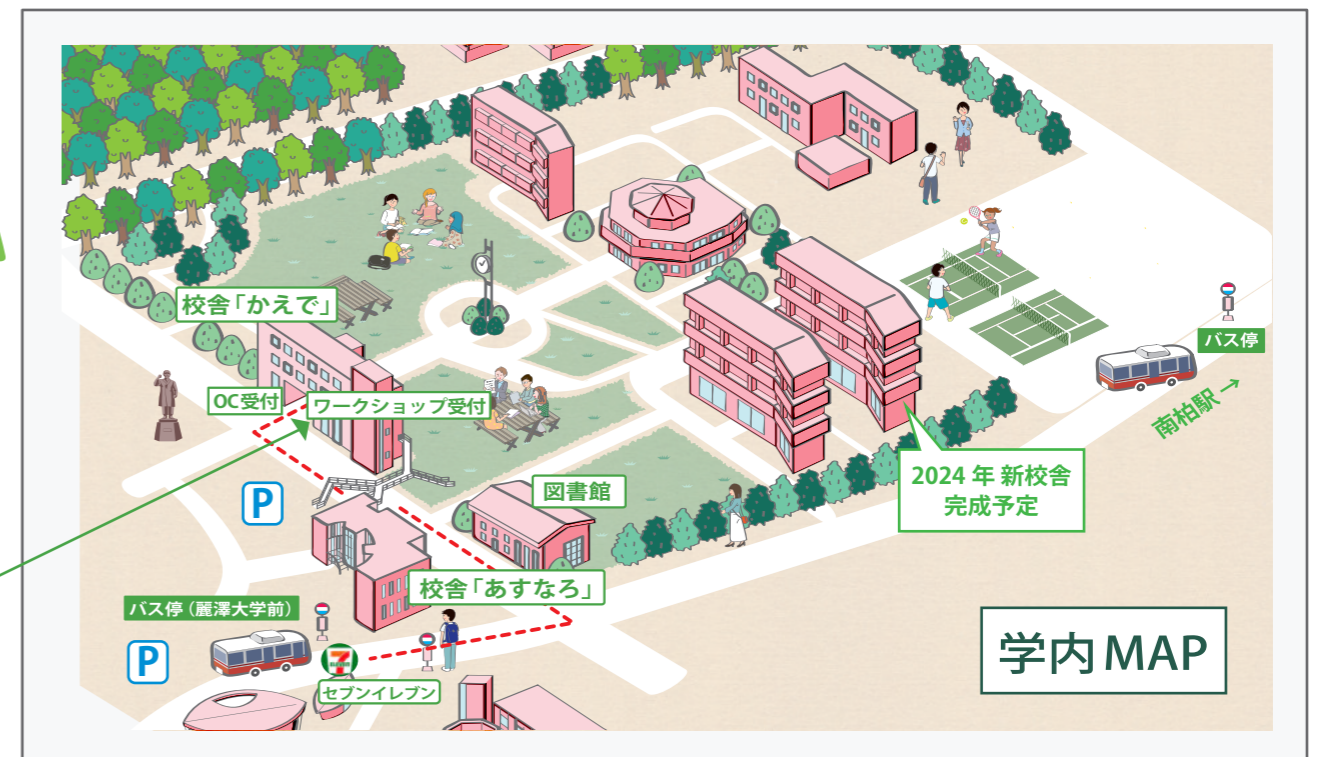 校舎「かえで」
OC受付
ワークショップ受付
バス停
南柏駅 →
P
図書館
2024 年 新校舎
完成予定
校舎「あすなろ」
バス停（麗澤大学前）
P
7
ELEVEN
セブンイレブン
学内 MAP